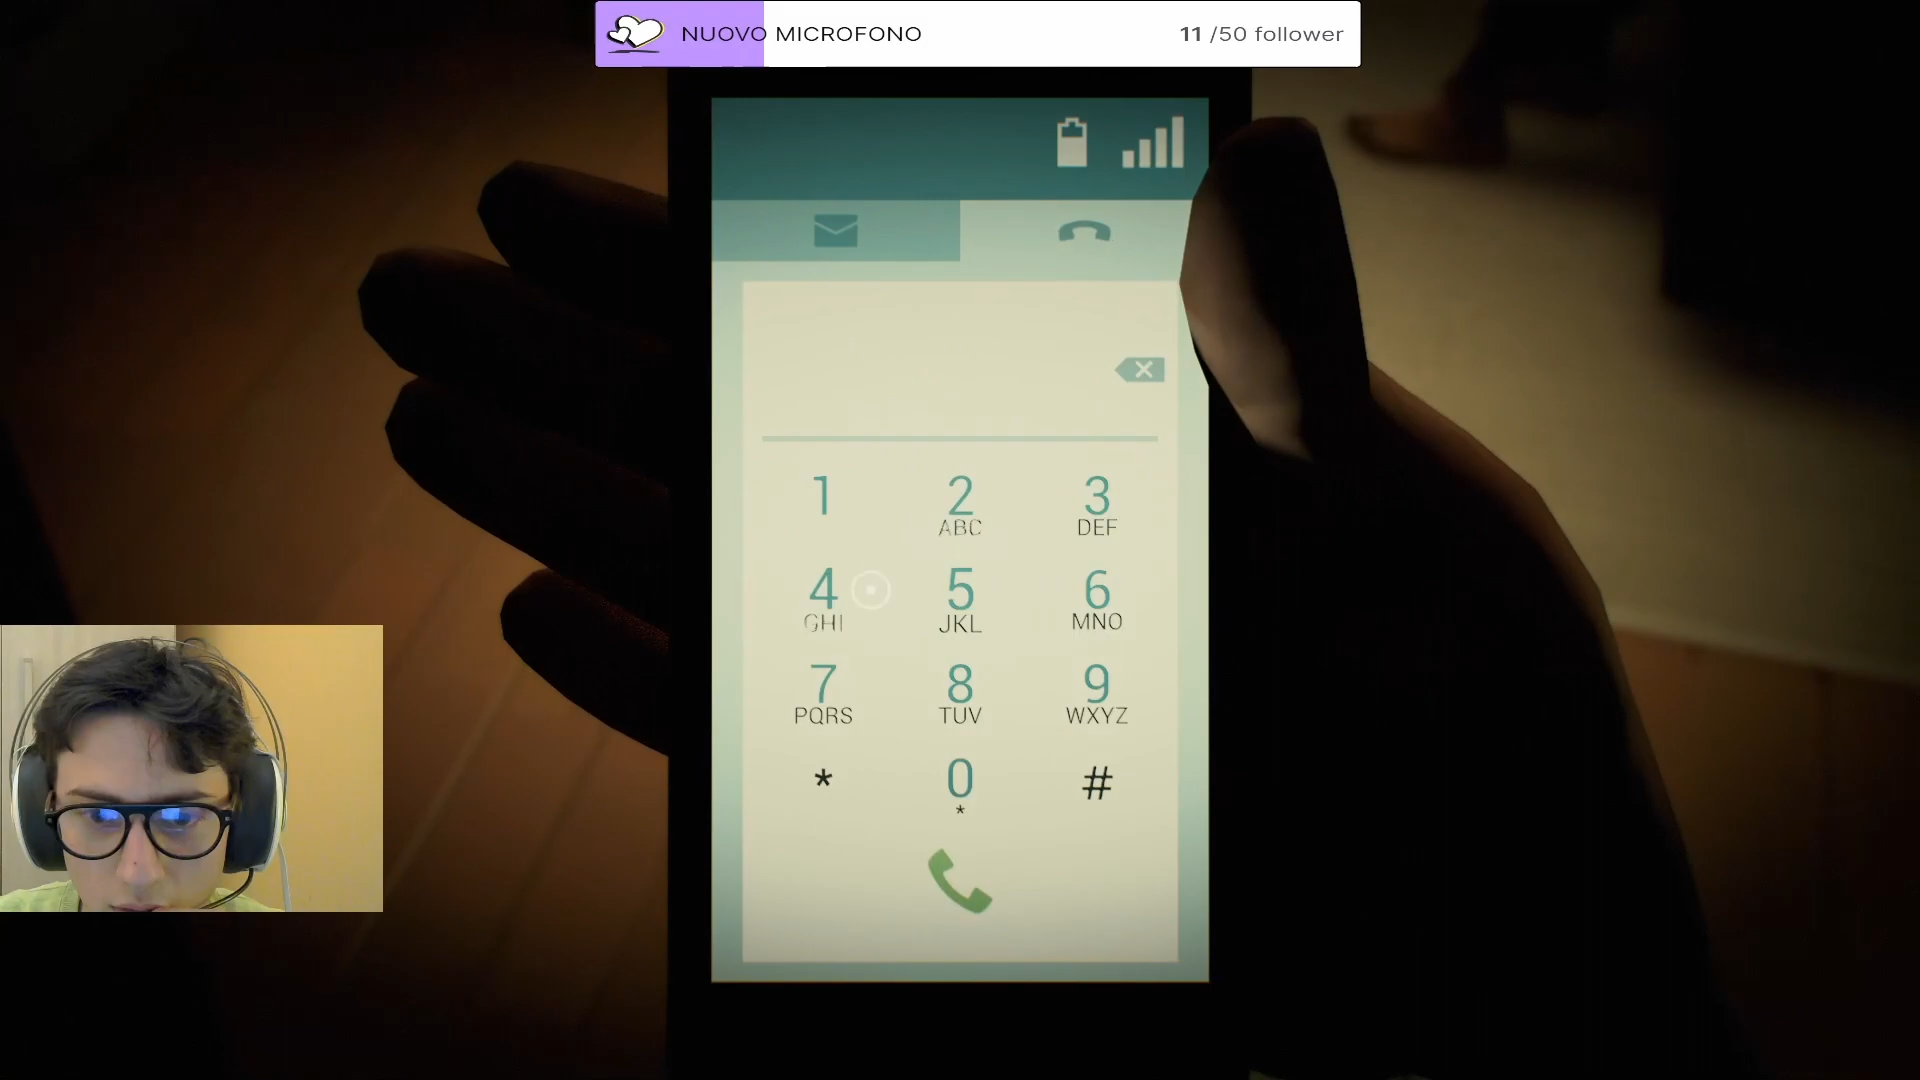 NUOVO MICROFONO 11 /50 follower
1 2 3
ABC DEF
4 5 6
GHI JKL MNO
7 8 9
PQRS TUV WXYZ
* 0 #
*